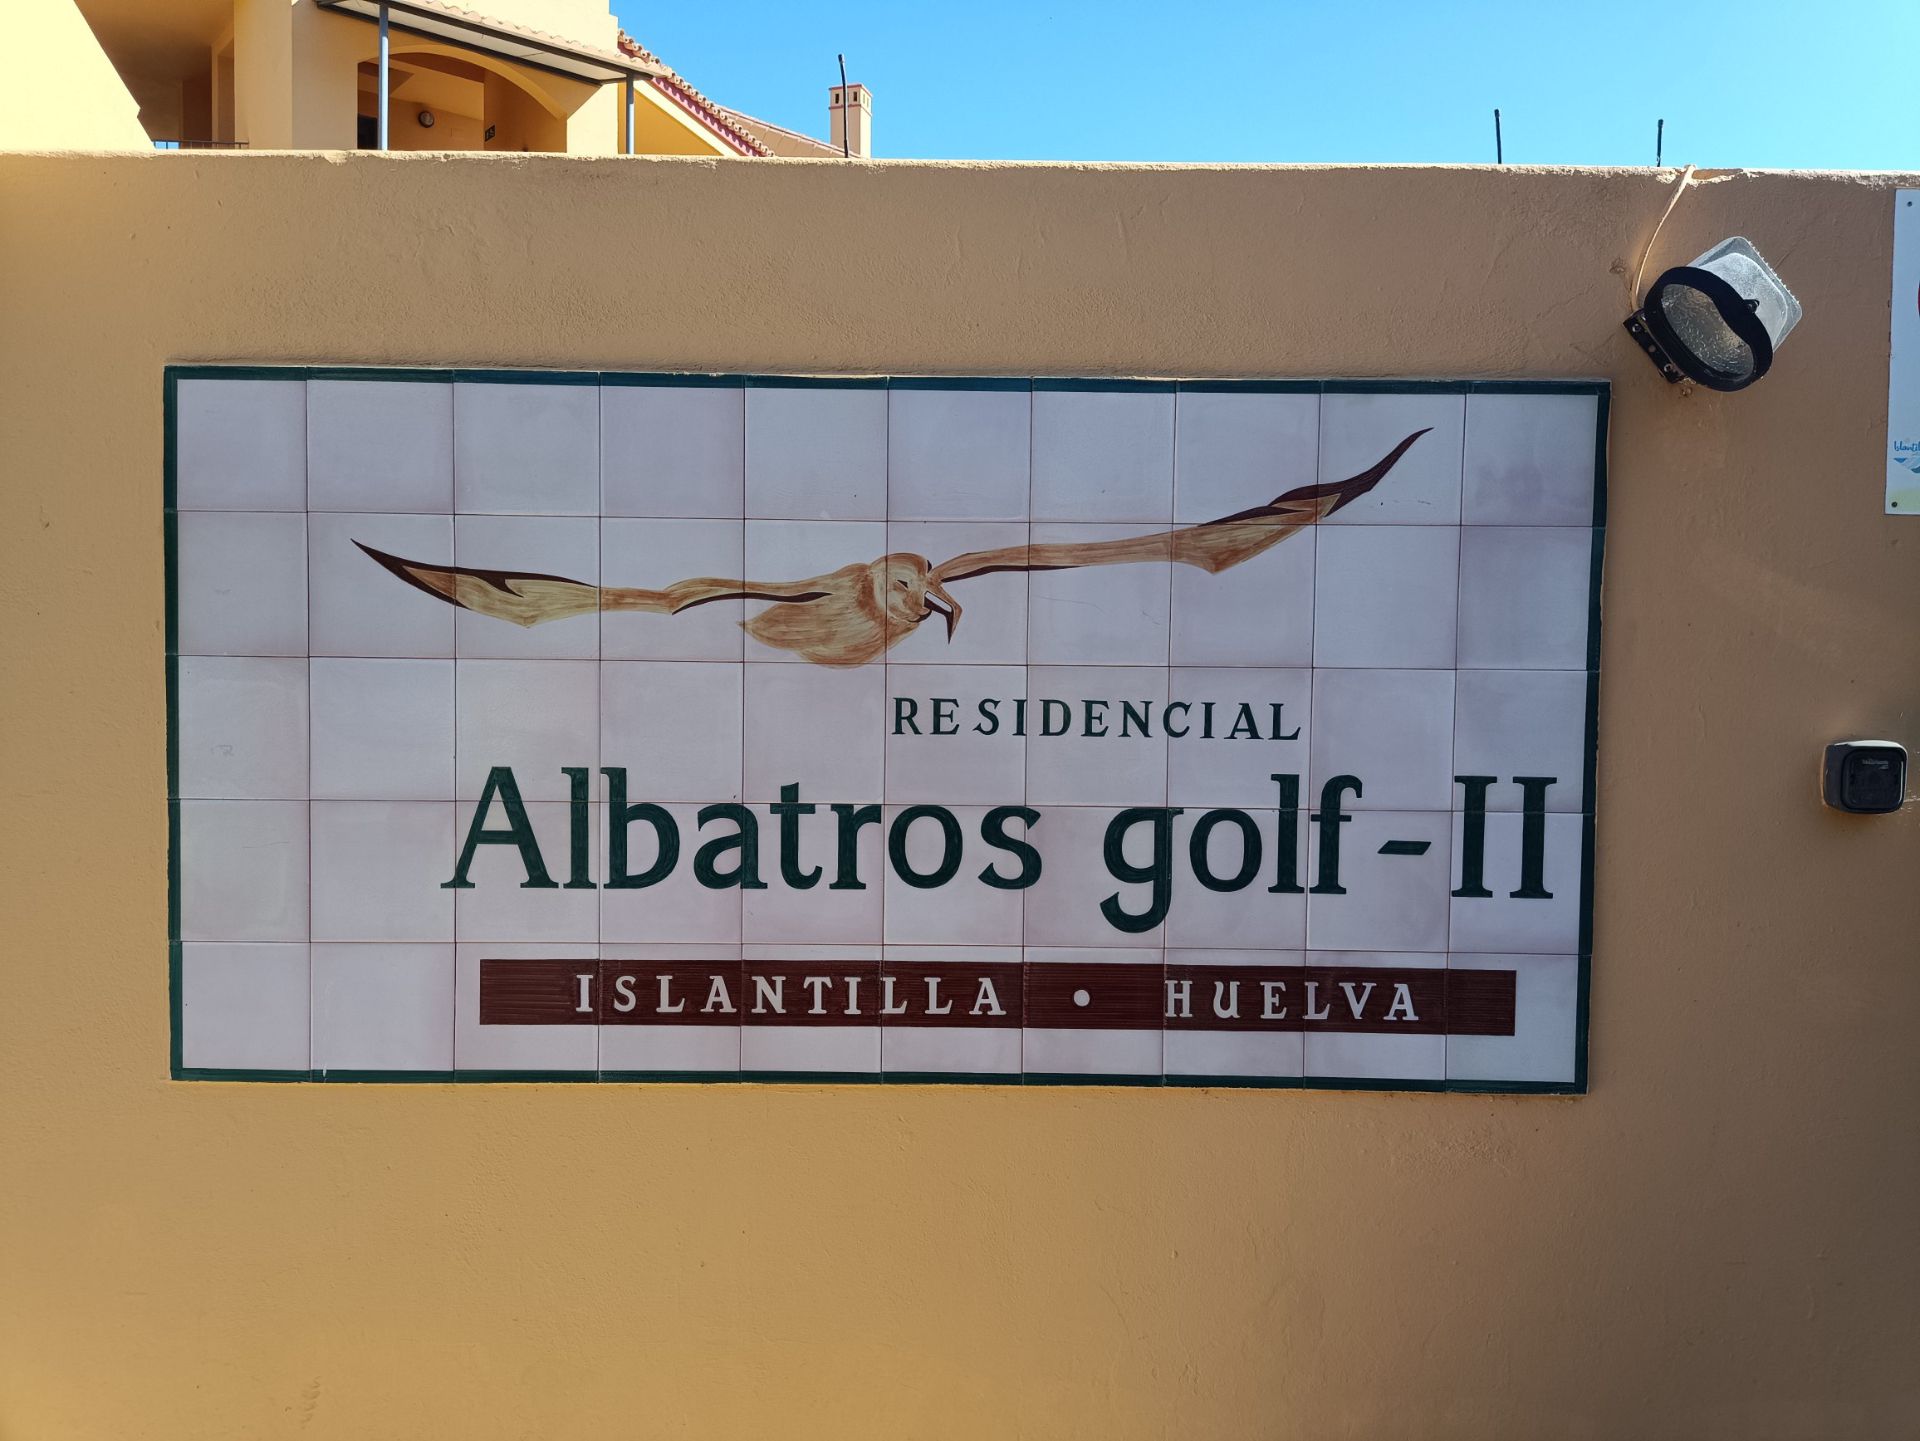 RESIDENCIAL
Albatros golf - II
ISLANTILLA • HUELVA